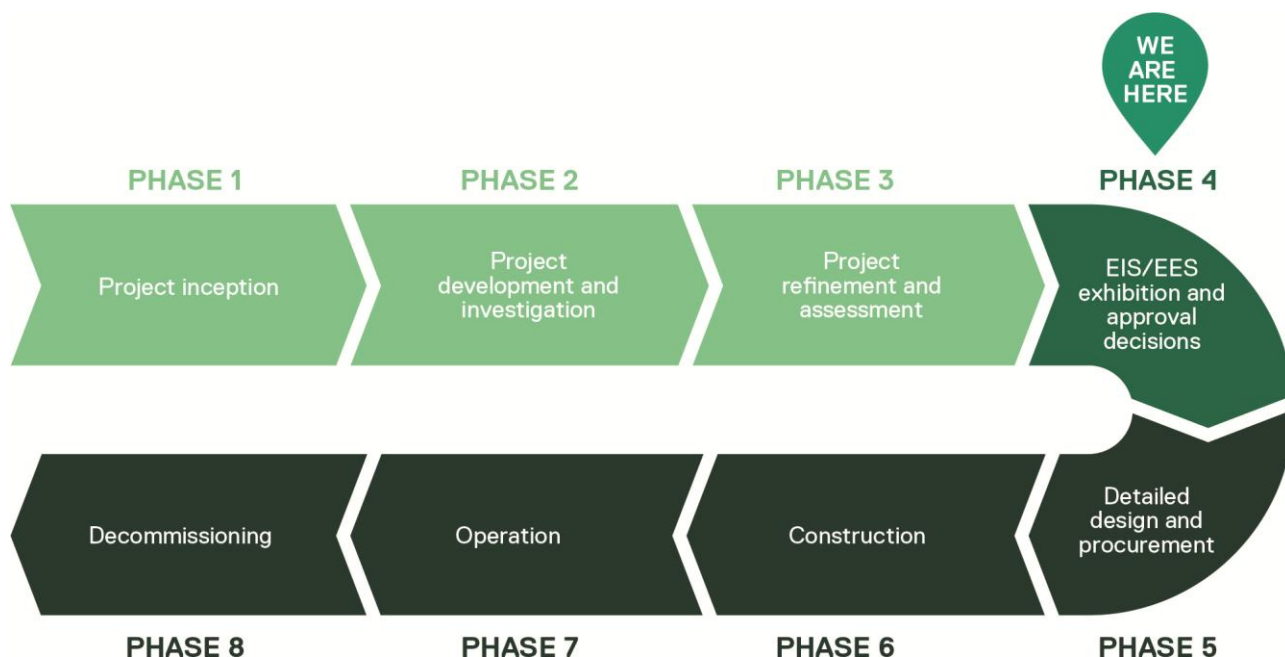 WE
ARE
HERE
PHASE 1
PHASE 2
PHASE 3
PHASE 4
Project inception
Project
development and
investigation
Project
refinement and
assessment
EIS/EES
exhibition and
approval
decisions
Detailed
design and
procurement
Construction
Operation
Decommissioning
PHASE 8
PHASE 7
PHASE 6
PHASE 5